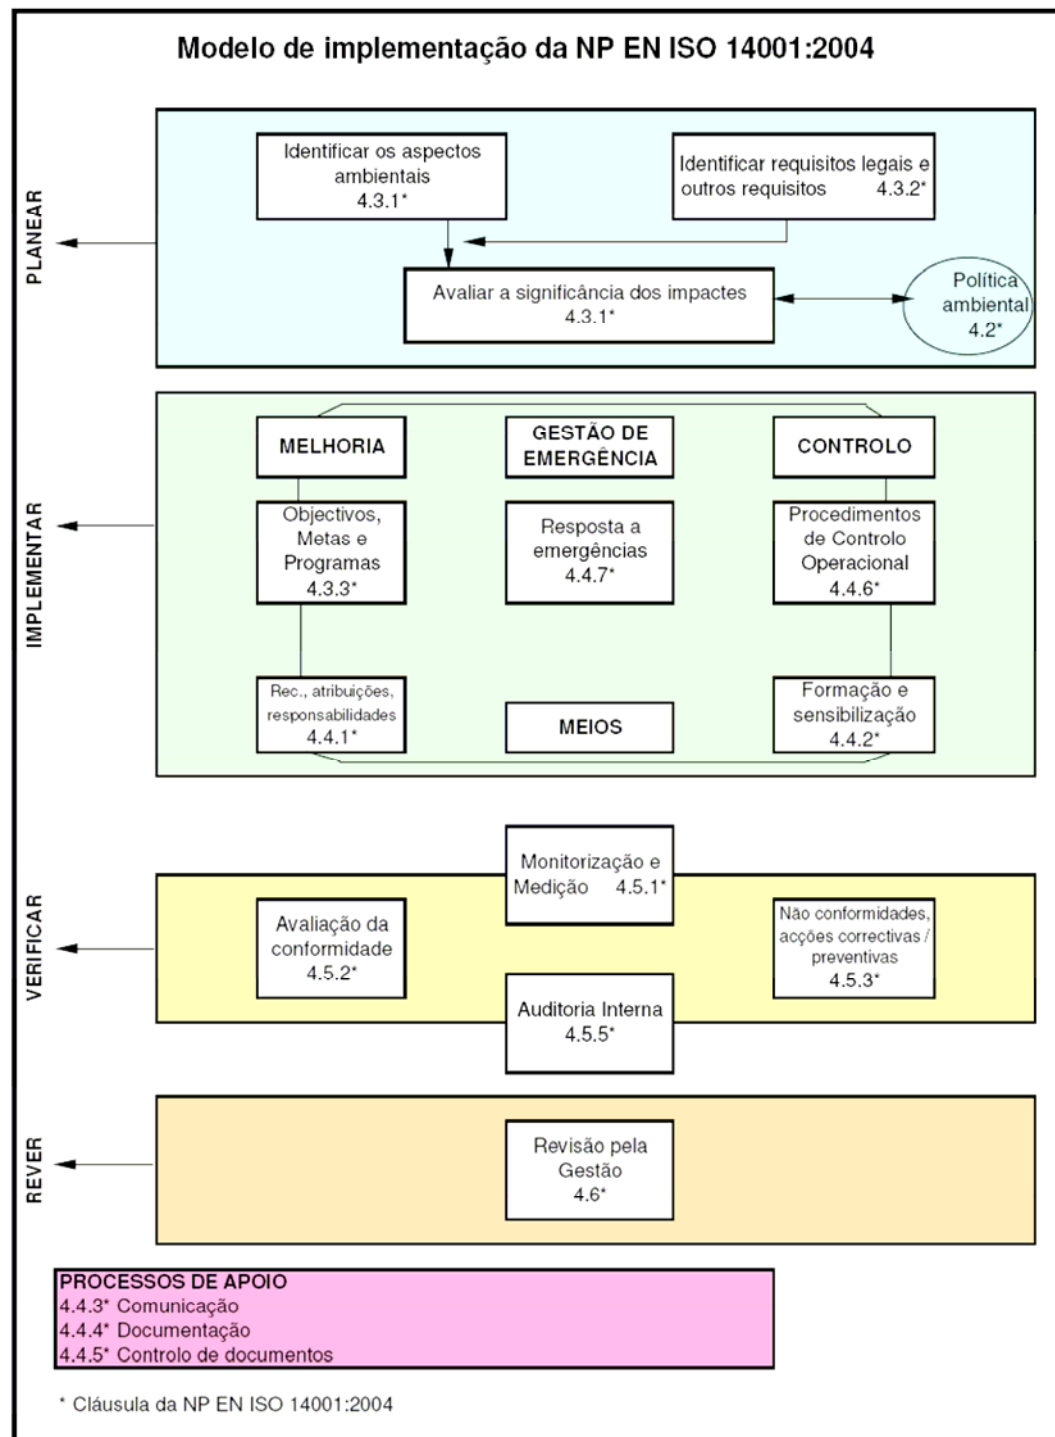 Modelo de implementação da NP EN ISO 14001:2004
PLANEAR
Identificar os aspectos
ambientais
4.3.1*
Identificar requisitos legais e
outros requisitos 4.3.2*
Avaliar a significância dos impactes
4.3.1*
Política
ambiental
4.2*
IMPLEMENTAR
MELHORIA
GESTÃO DE
EMERGÊNCIA
CONTROLO
Objectivos,
Metas e
Programas
4.3.3*
Resposta a
emergências
4.4.7*
Procedimentos
de Controlo
Operacional
4.4.6*
Rec., atribuições,
responsabilidades
4.4.1*
MEIOS
Formação e
sensibilização
4.4.2*
VERIFICAR
Monitorização e
Medição 4.5.1*
Avaliação da
conformidade
4.5.2*
Não conformidades,
acções correctivas /
preventivas
4.5.3*
Auditoria Interna
4.5.5*
REVER
Revisão pela
Gestão
4.6*
PROCESSOS DE APOIO
4.4.3* Comunicação
4.4.4* Documentação
4.4.5* Controlo de documentos
* Cláusula da NP EN ISO 14001:2004